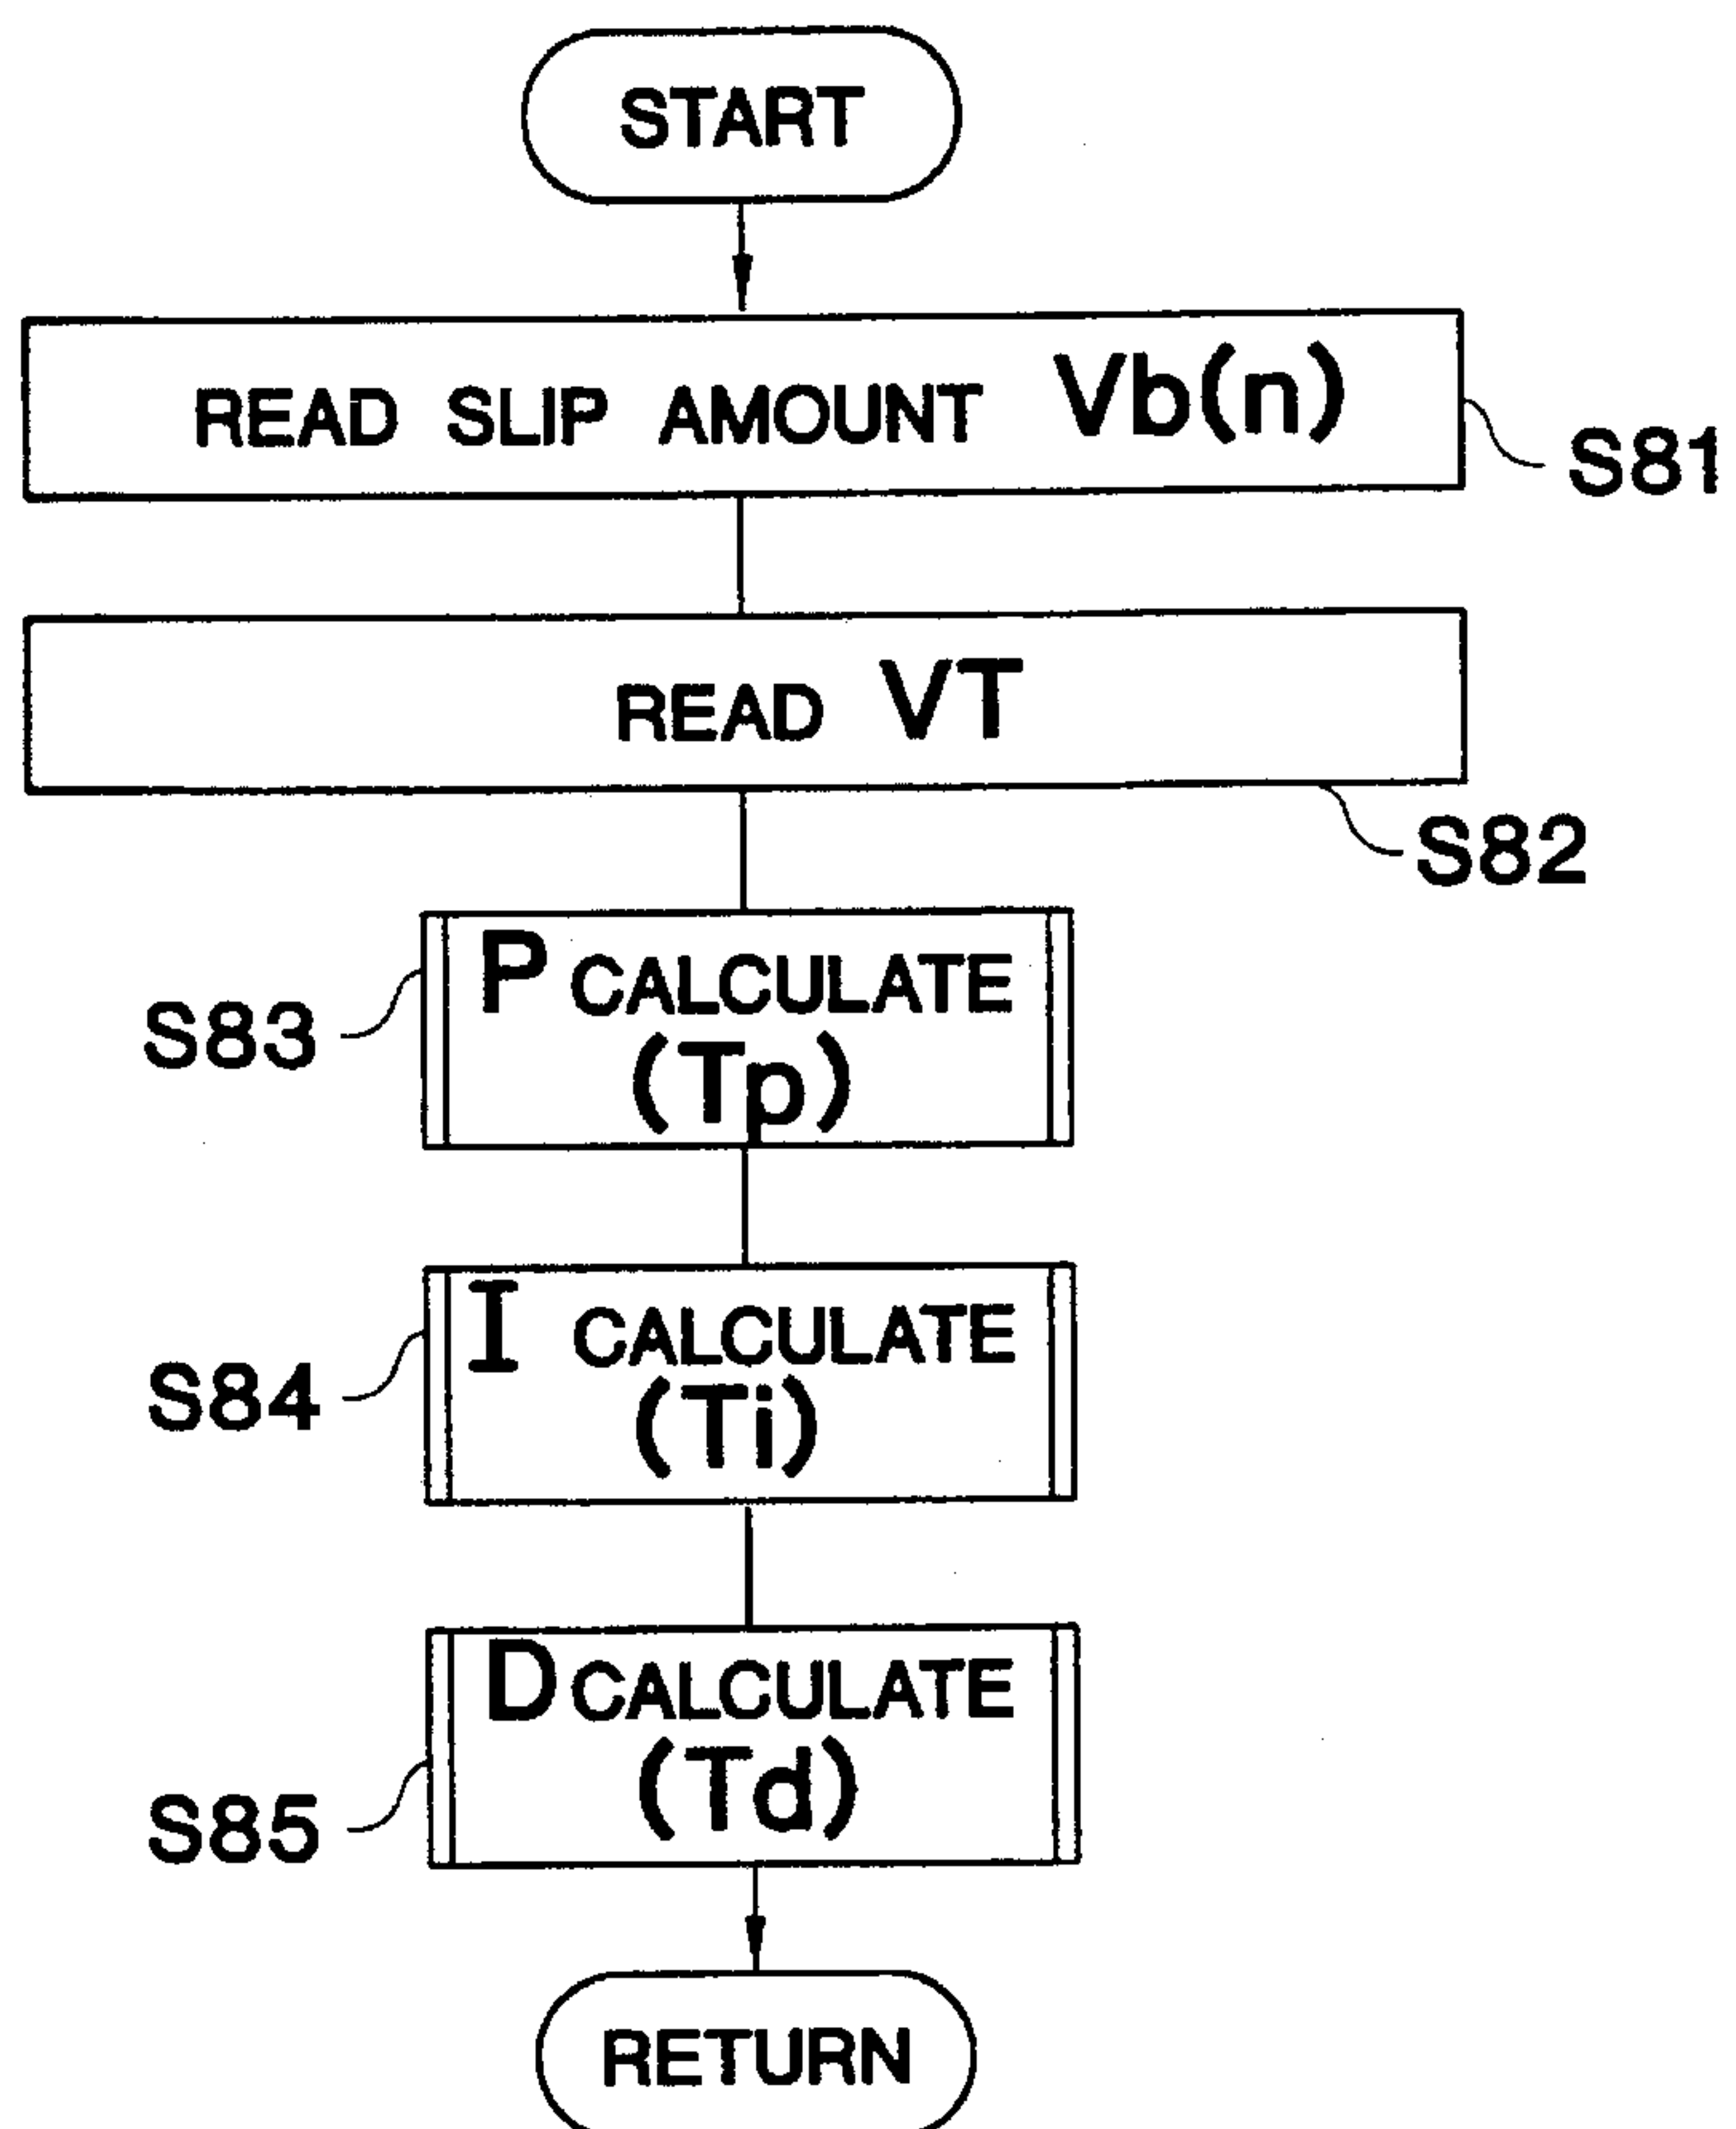 START
READ SLIP AMOUNT Vb(n)
S81
READ VT
S82
P CALCULATE
(Tp)
S83
I CALCULATE
(Ti)
S84
D CALCULATE
(Td)
S85
RETURN